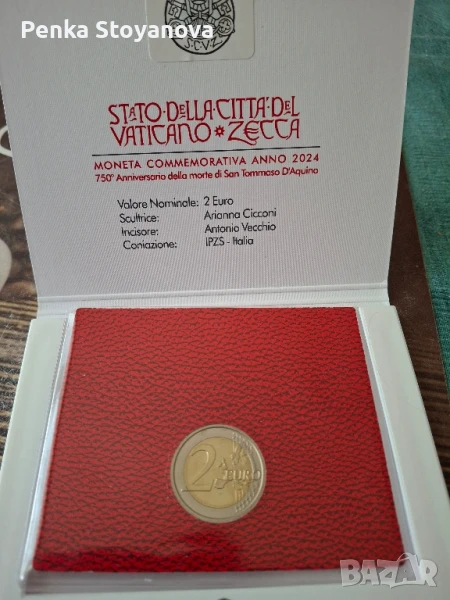 Penka Stoyanova
S.C.V.Z.
STATO·DELLA·CITTÀ·DEL
VATICANO ZECCA
MONETA COMMEMORATIVA ANNO 2024
750° Anniversario della morte di San Tommaso D'Aquino
Valore Nominale: 2 Euro
Scultrice: Arianna Cicconi
Incisore: Antonio Vecchio
Coniazione: IPZS - Italia
2 EURO
BAZAR